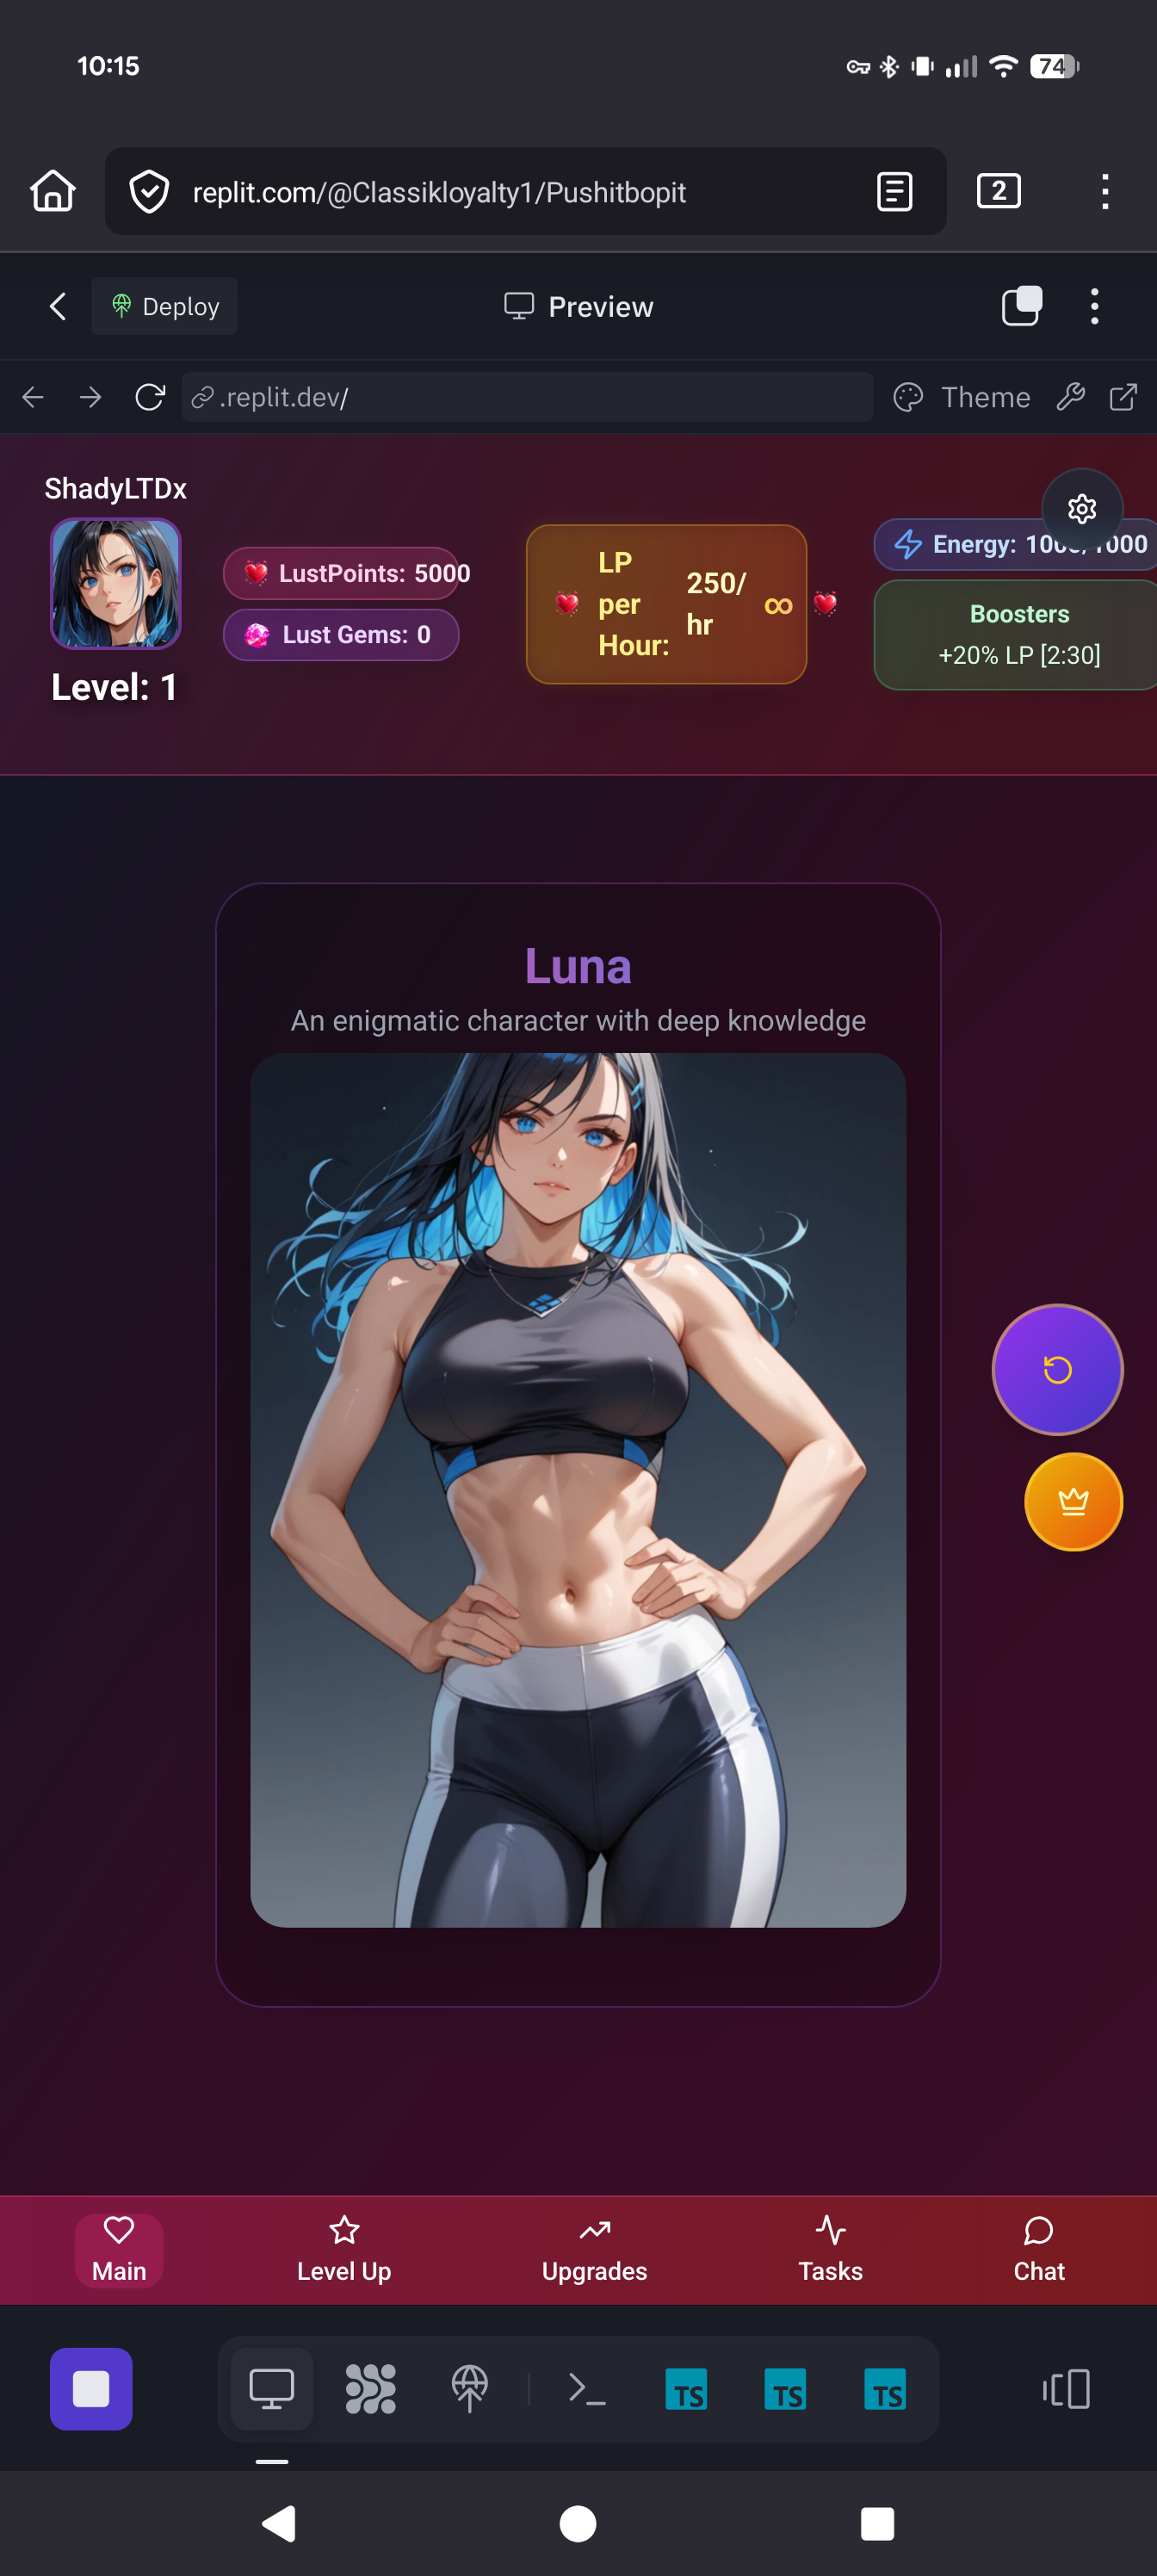 10:15
74
replit.com/@Classikloyalty1/Pushitbopit
2
Deploy
Preview
.replit.dev/
Theme
ShadyLTDx
Level: 1
LustPoints: 5000
Lust Gems: 0
LP
per
Hour:
250/
hr
∞
Energy: 1000/1000
Boosters
+20% LP [2:30]
Luna
An enigmatic character with deep knowledge
Main
Level Up
Upgrades
Tasks
Chat
TS
TS
TS